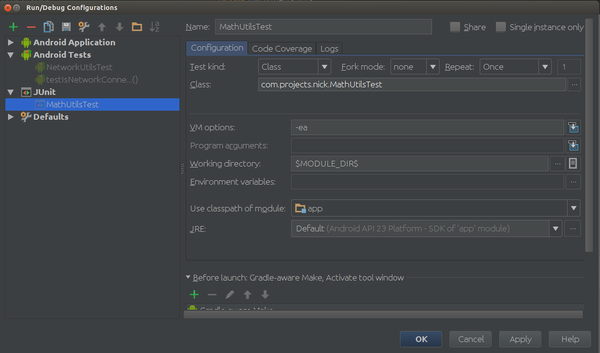 Run/Debug Configurations
Name: MathUtilsTest Share Single instance only
Android Application
Android Tests
NetworkUtilsTest
testIsNetworkConne...()
JUnit
MathUtilsTest
Defaults
Configuration Code Coverage Logs
Test kind: Class Fork mode: none Repeat: Once 1
Class: com.projects.nick.MathUtilsTest ...
VM options: -ea
Program arguments:
Working directory: $MODULE_DIR$ ...
Environment variables: ...
Use classpath of module: app
JRE: Default (Android API 23 Platform - SDK of 'app' module) ...
Before launch: Gradle-aware Make, Activate tool window
Gradle-aware Make
OK Cancel Apply Help